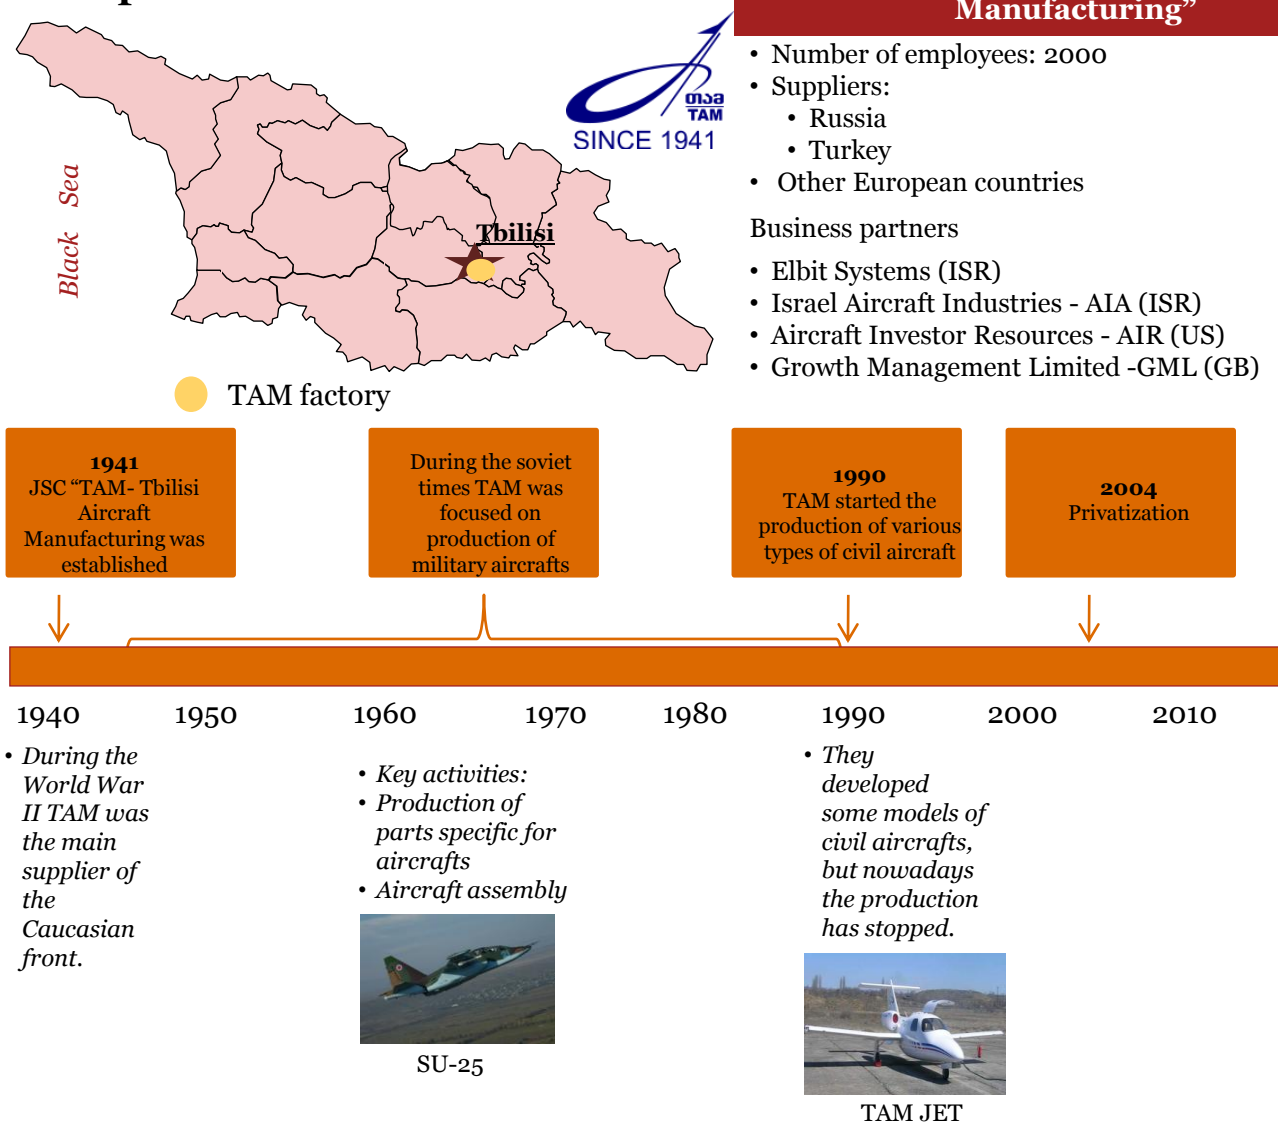 Manufacturing”
• Number of employees: 2000
• Suppliers:
• Russia
• Turkey
• Other European countries
Business partners
• Elbit Systems (ISR)
• Israel Aircraft Industries - AIA (ISR)
• Aircraft Investor Resources - AIR (US)
• Growth Management Limited -GML (GB)
თამ
TAM
SINCE 1941
Black Sea
Tbilisi
TAM factory
1941
JSC “TAM- Tbilisi
Aircraft
Manufacturing was
established
During the soviet
times TAM was
focused on
production of
military aircrafts
1990
TAM started the
production of various
types of civil aircraft
2004
Privatization
1940 1950 1960 1970 1980 1990 2000 2010
• During the
World War
II TAM was
the main
supplier of
the
Caucasian
front.
• Key activities:
• Production of
parts specific for
aircrafts
• Aircraft assembly
SU-25
• They
developed
some models of
civil aircrafts,
but nowadays
the production
has stopped.
TAM JET